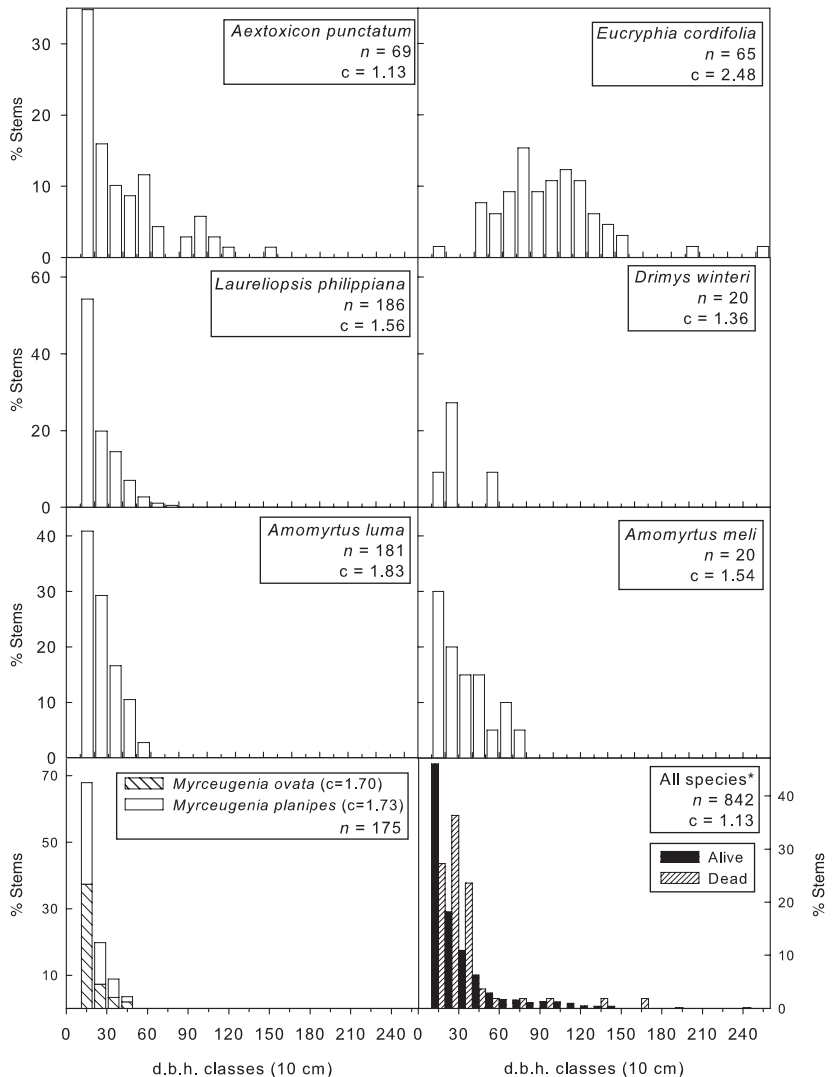 Aextoxicon punctatum
n = 69
c = 1.13
Eucryphia cordifolia
n = 65
c = 2.48
% Stems
30
20
10
0
Laureliopsis philippiana
n = 186
c = 1.56
Drimys winteri
n = 20
c = 1.36
% Stems
60
40
20
0
Amomyrtus luma
n = 181
c = 1.83
Amomyrtus meli
n = 20
c = 1.54
% Stems
40
30
20
10
0
Myrceugenia ovata (c=1.70)
Myrceugenia planipes (c=1.73)
n = 175
All species*
n = 842
c = 1.13
Alive
Dead
% Stems
70
50
30
10
40
30
20
10
0
% Stems
0 30 60 90 120 150 180 210 240
0 30 60 90 120 150 180 210 240
d.b.h. classes (10 cm)
d.b.h. classes (10 cm)